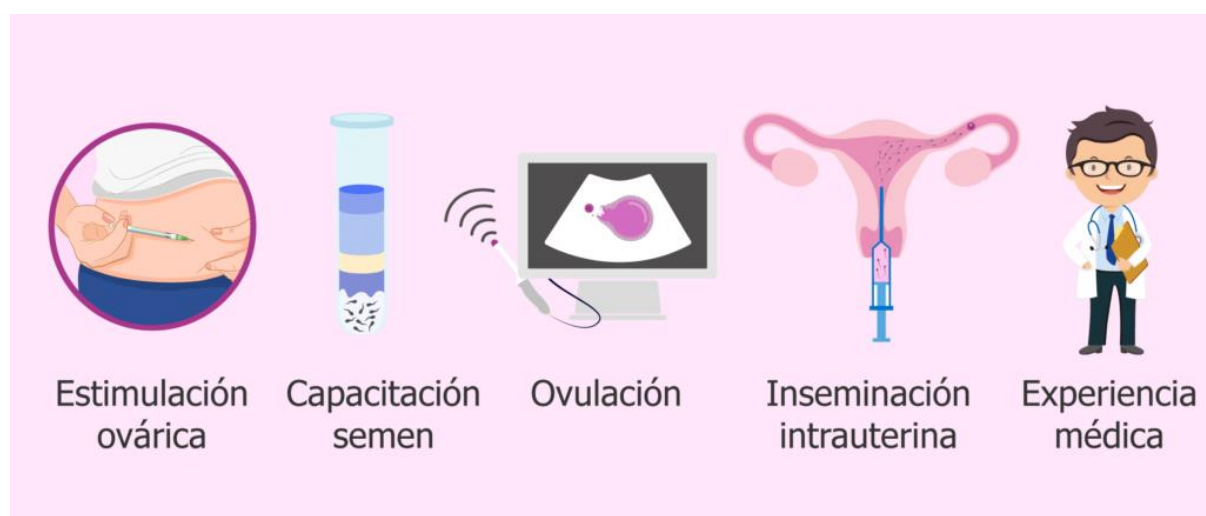 Estimulación
ovárica
Capacitación
semen
Ovulación
Inseminación
intrauterina
Experiencia
médica